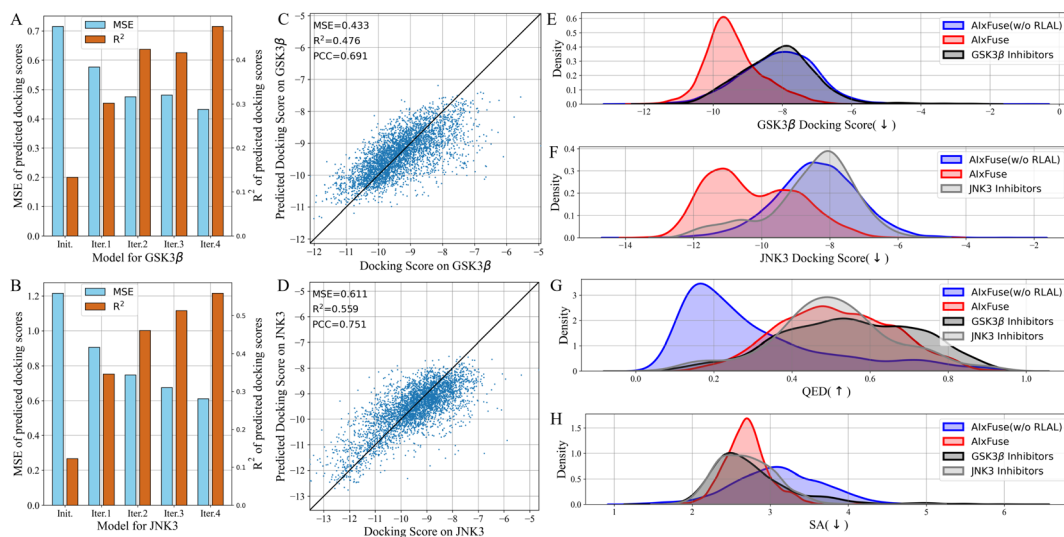 A
MSE of predicted docking scores
0.7
0.6
0.5
0.4
0.3
0.2
0.1
0.0
MSE
R²
0.4
0.3
0.2
0.1
0.0
R² of predicted docking scores
Init. Iter.1 Iter.2 Iter.3 Iter.4
Model for GSK3β
B
MSE of predicted docking scores
1.2
1.0
0.8
0.6
0.4
0.2
0.0
MSE
R²
0.5
0.4
0.3
0.2
0.1
0.0
R² of predicted docking scores
Init. Iter.1 Iter.2 Iter.3 Iter.4
Model for JNK3
C
MSE=0.433
R²=0.476
PCC=0.691
Predicted Docking Score on GSK3β
−5
−6
−7
−8
−9
−10
−11
−12
−12 −11 −10 −9 −8 −7 −6 −5
Docking Score on GSK3β
D
MSE=0.611
R²=0.559
PCC=0.751
Predicted Docking Score on JNK3
−5
−6
−7
−8
−9
−10
−11
−12
−13
−13 −12 −11 −10 −9 −8 −7 −6 −5
Docking Score on JNK3
E
Density
0.6
0.5
0.4
0.3
0.2
0.1
0.0
AIxFuse(w/o RLAL)
AIxFuse
GSK3β Inhibitors
−12 −10 −8 −6 −4 −2 0
GSK3β Docking Score(↓)
F
Density
0.4
0.3
0.2
0.1
0.0
AIxFuse(w/o RLAL)
AIxFuse
JNK3 Inhibitors
−14 −12 −10 −8 −6 −4 −2
JNK3 Docking Score(↓)
G
Density
3
2
1
0
AIxFuse(w/o RLAL)
AIxFuse
GSK3β Inhibitors
JNK3 Inhibitors
0.0 0.2 0.4 0.6 0.8 1.0
QED(↑)
H
Density
1.5
1.0
0.5
0.0
AIxFuse(w/o RLAL)
AIxFuse
GSK3β Inhibitors
JNK3 Inhibitors
1 2 3 4 5 6
SA(↓)